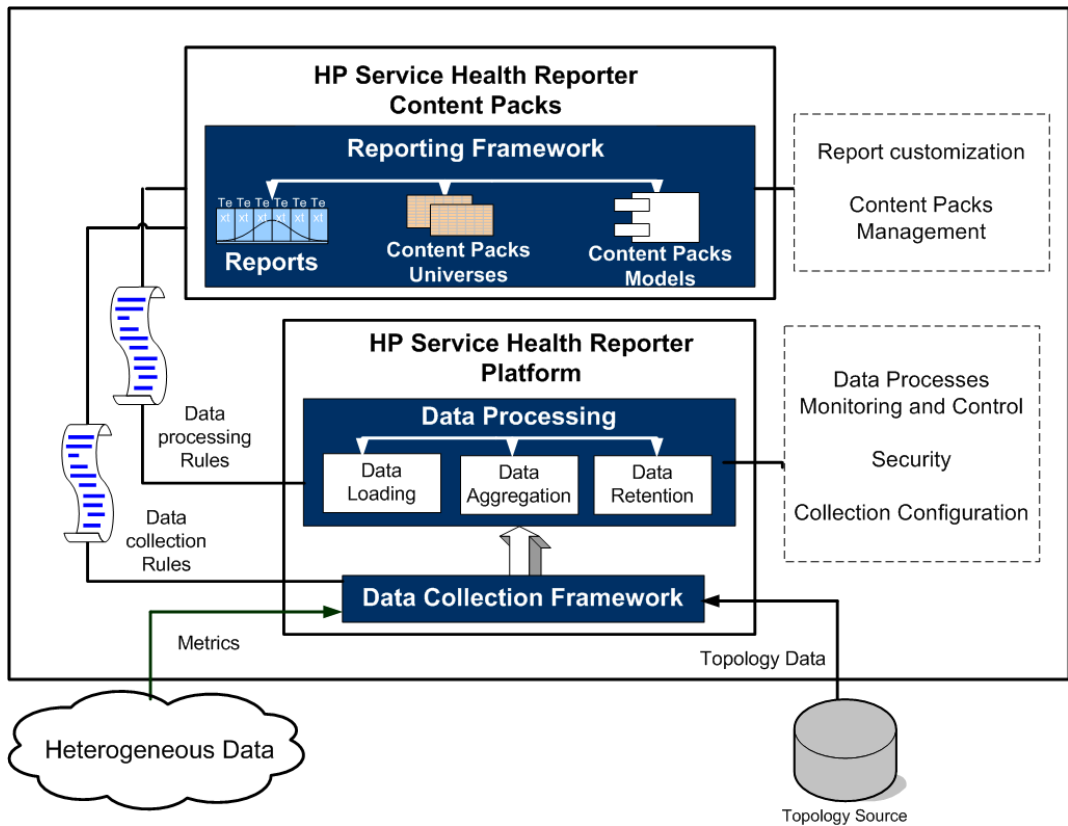 HP Service Health Reporter
Content Packs
Reporting Framework
Te Te Te Te Te Te
xt xt xt xt xt xt
Reports
Content Packs
Universes
Content Packs
Models
Report customization
Content Packs
Management
HP Service Health Reporter
Platform
Data Processing
Data
Loading
Data
Aggregation
Data
Retention
Data Processes
Monitoring and Control
Security
Collection Configuration
Data
processing
Rules
Data
collection
Rules
Data Collection Framework
Metrics
Topology Data
Heterogeneous Data
Topology Source